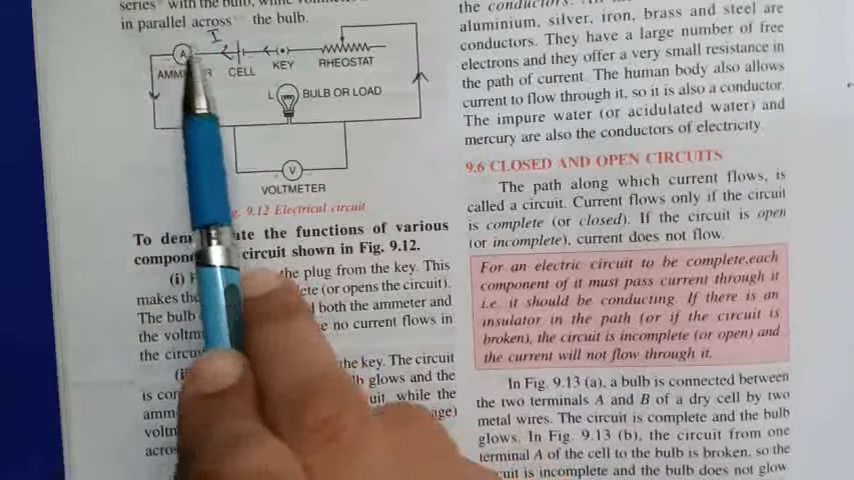 series with the bulb, while
in parallel across the bulb.
I
A
AMM R
CELL
KEY
RHEOSTAT
L
BULB OR LOAD
V
VOLTMETER
g. 9.12 Electrical circuit
To dem ate the functions of various
compon circuit shown in Fig. 9.12.
(i) the plug from the key. This
makes the ete (or opens the circuit).
The bulb both the ammeter and
the voltm e no current flows in
the circu
the key. The circuit
is con lb glows and the
amm uit, while the
voltm age)
acros
the conductors.
aluminium, silver, iron, brass and steel are
conductors. They have a large number of free
electrons and they offer a very small resistance in
the path of current. The human body also allows
current to flow through it, so it is also a conductor.
The impure water (or acidulated water) and
mercury are also the conductors of electricity.
9.6 CLOSED AND OPEN CIRCUITS
The path along which current flows, is
called a circuit. Current flows only if the circuit
is complete (or closed). If the circuit is open
(or incomplete), current does not flow.
For an electric circuit to be complete,each
component of it must pass current through it
i.e. it should be conducting. If there is an
insulator in the path (or if the circuit is
broken), the circuit is incomplete (or open) and
the current will not flow through it.
In Fig. 9.13 (a), a bulb is connected between
the two terminals A and B of a dry cell by two
metal wires. The circuit is complete and the bulb
glows. In Fig. 9.13 (b), the circuit from one
terminal A of the cell to the bulb is broken, so the
circuit is incomplete and the bulb does not glow